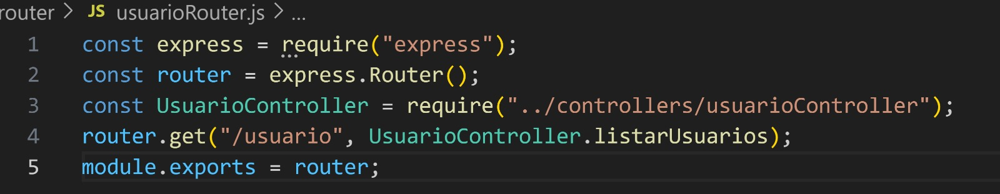 router > JS usuarioRouter.js > ...
1 const express = require("express");
2 const router = express.Router();
3 const UsuarioController = require("../controllers/usuarioController");
4 router.get("/usuario", UsuarioController.listarUsuarios);
5 module.exports = router;